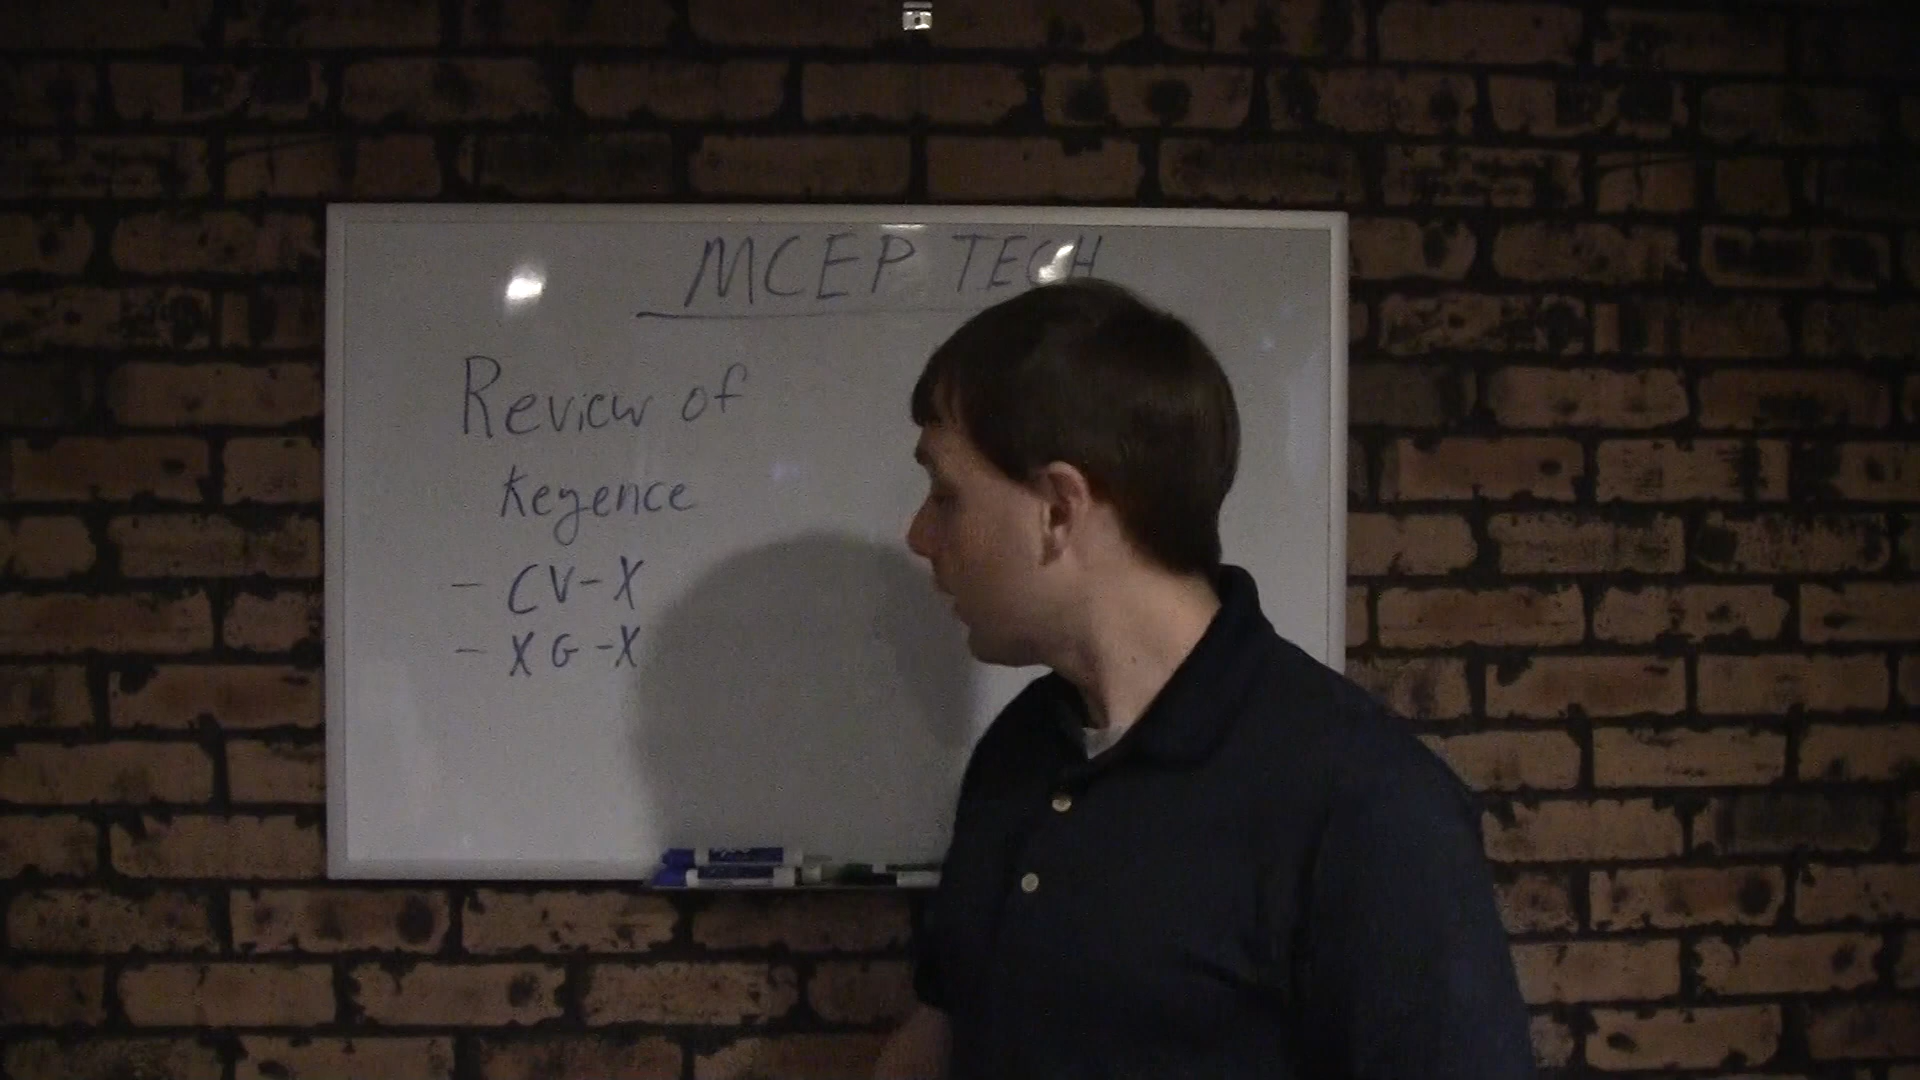 MCEP TECH
Review of
Keyence
- CV-X
- XG-X